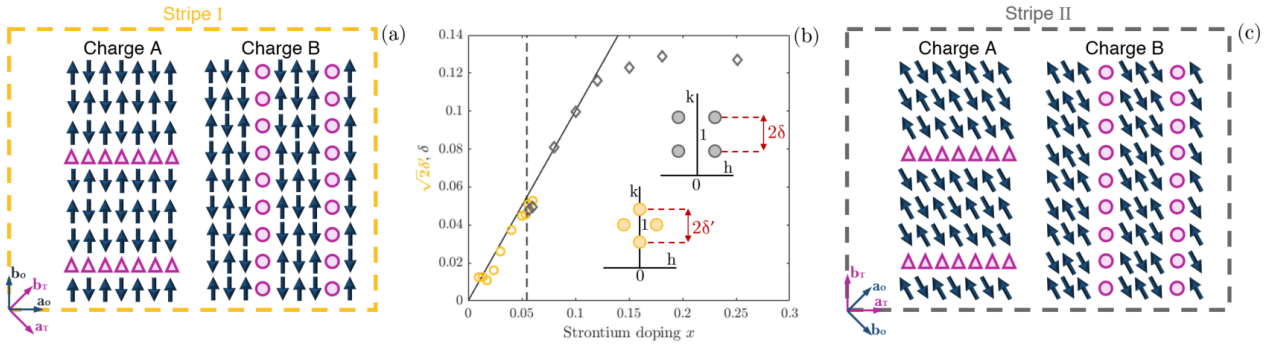 Stripe I
(a)
Charge A
Charge B
b_O
b_T
a_O
a_T
(b)
√2δ′, δ
0.14
0.12
0.1
0.08
0.06
0.04
0.02
0
0
0.05
0.1
0.15
0.2
0.25
0.3
Strontium doping x
k
1
2δ
h
0
k
1
2δ′
h
0
Stripe II
(c)
Charge A
Charge B
b_T
a_O
a_T
b_O